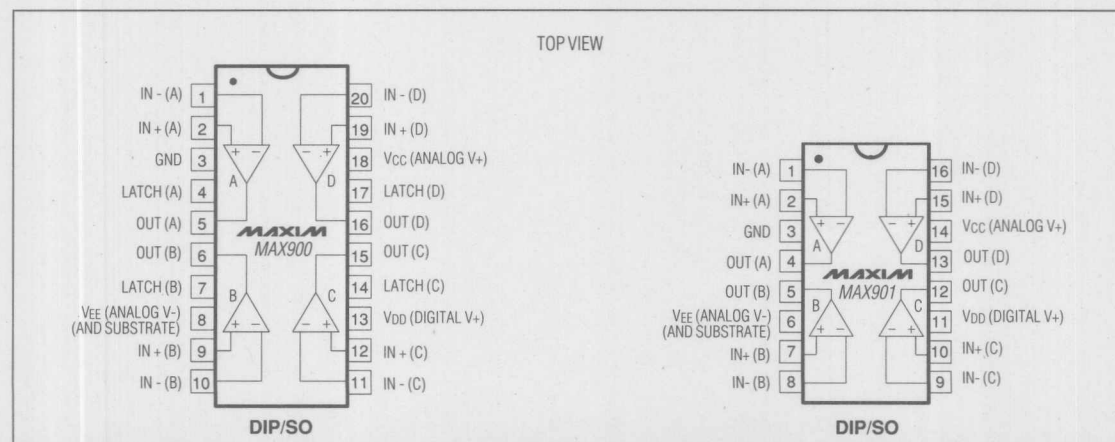 TOP VIEW
IN - (A) 1
IN + (A) 2
GND 3
LATCH (A) 4
OUT (A) 5
OUT (B) 6
LATCH (B) 7
VEE (ANALOG V-)
(AND SUBSTRATE) 8
IN + (B) 9
IN - (B) 10
20 IN - (D)
19 IN + (D)
18 VCC (ANALOG V+)
17 LATCH (D)
16 OUT (D)
15 OUT (C)
14 LATCH (C)
13 VDD (DIGITAL V+)
12 IN + (C)
11 IN - (C)
+ - - +
A D
MAXIM
MAX900
B C
+ - - +
DIP/SO
IN- (A) 1
IN+ (A) 2
GND 3
OUT (A) 4
OUT (B) 5
VEE (ANALOG V-)
(AND SUBSTRATE) 6
IN+ (B) 7
IN- (B) 8
16 IN- (D)
15 IN+ (D)
14 VCC (ANALOG V+)
13 OUT (D)
12 OUT (C)
11 VDD (DIGITAL V+)
10 IN+ (C)
9 IN- (C)
+ - - +
A D
MAXIM
MAX901
B C
+ - - +
DIP/SO